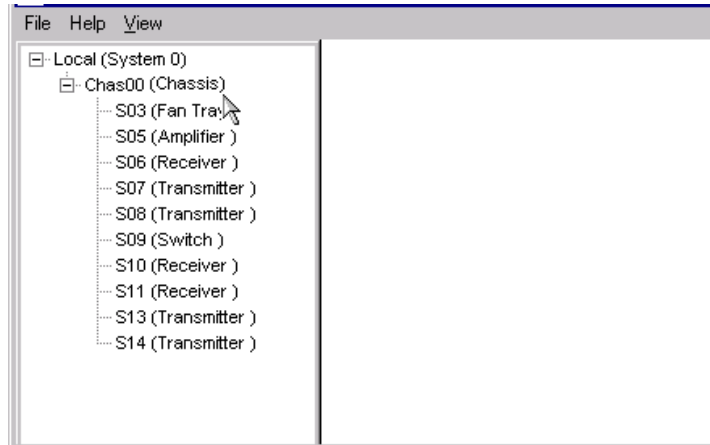 File Help View
Local (System 0)
Chas00 (Chassis)
S03 (Fan
S05 (Amplifier )
S06 (Receiver )
S07 (Transmitter )
S08 (Transmitter )
S09 (Switch )
S10 (Receiver )
S11 (Receiver )
S13 (Transmitter )
S14 (Transmitter )